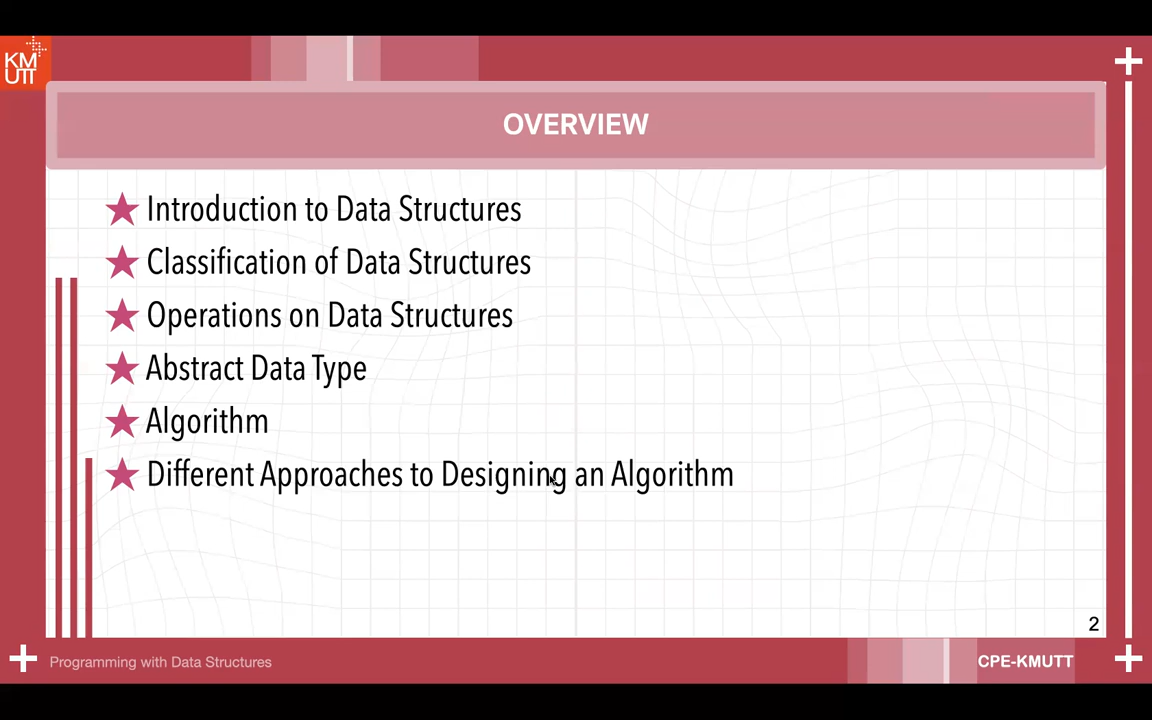 KM
UTT
OVERVIEW
Introduction to Data Structures
Classification of Data Structures
Operations on Data Structures
Abstract Data Type
Algorithm
Different Approaches to Designing an Algorithm
2
Programming with Data Structures
CPE-KMUTT